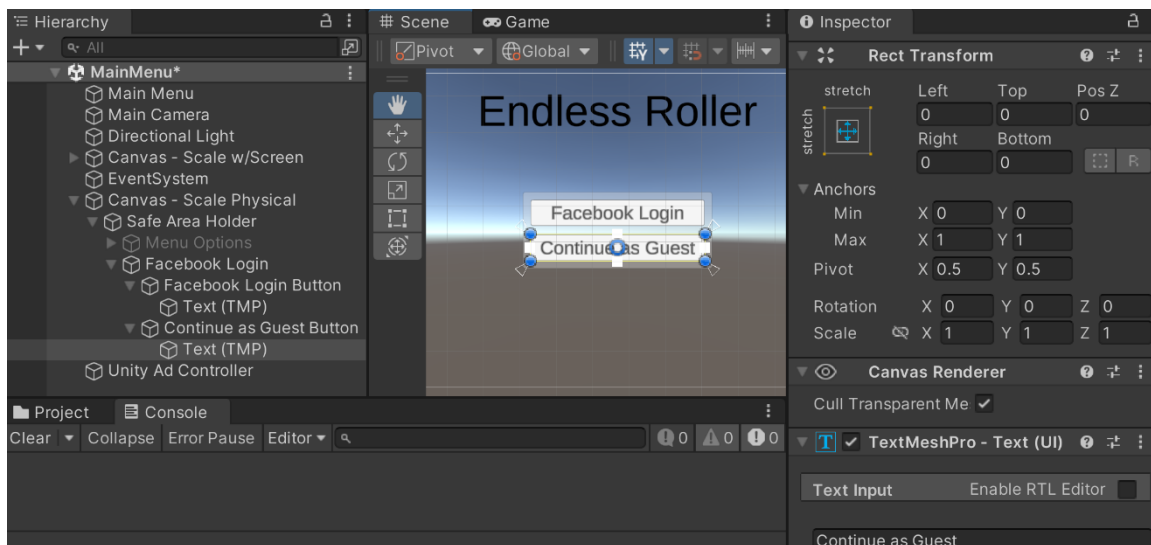 Hierarchy
All
MainMenu*
Main Menu
Main Camera
Directional Light
Canvas - Scale w/Screen
EventSystem
Canvas - Scale Physical
Safe Area Holder
Menu Options
Facebook Login
Facebook Login Button
Text (TMP)
Continue as Guest Button
Text (TMP)
Unity Ad Controller
Scene Game
Pivot Global
Endless Roller
Facebook Login
Continue as Guest
Inspector
Rect Transform
stretch Left Top Pos Z
stretch
0 0 0
Right Bottom
0 0 R
Anchors
Min X 0 Y 0
Max X 1 Y 1
Pivot X 0.5 Y 0.5
Rotation X 0 Y 0 Z 0
Scale X 1 Y 1 Z 1
Canvas Renderer
Cull Transparent Me
T TextMeshPro - Text (UI)
Text Input Enable RTL Editor
Continue as Guest
Project Console
Clear Collapse Error Pause Editor 0 0 0